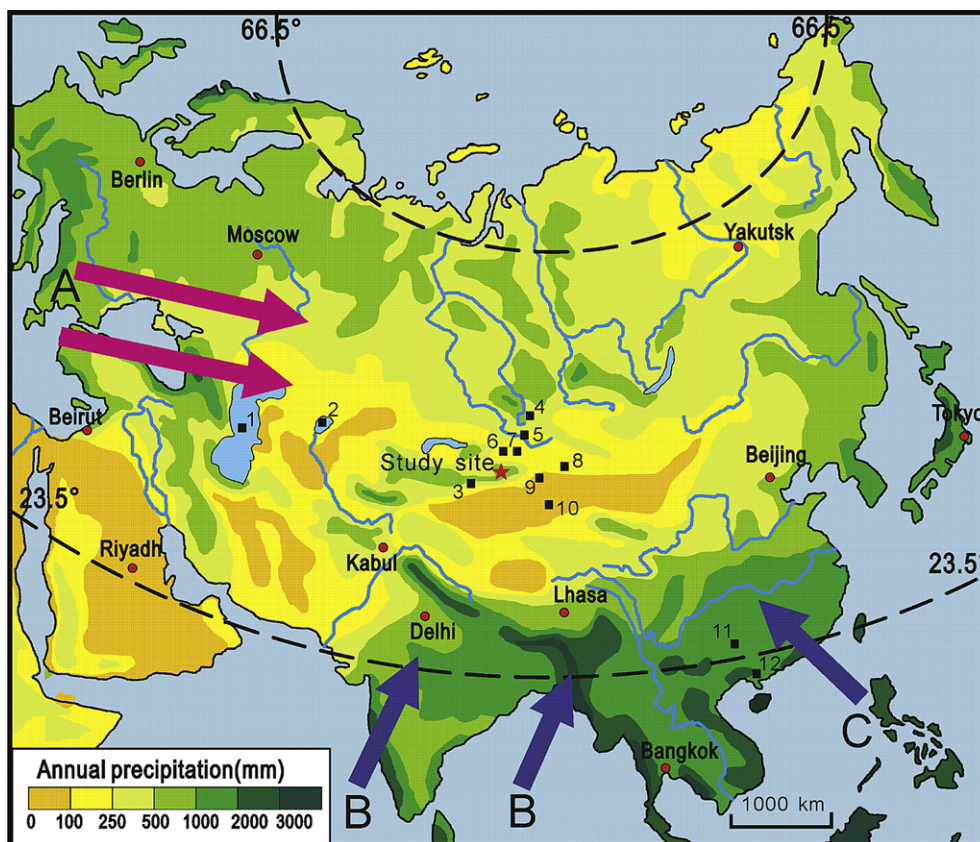 66.5°
66.5°
Berlin
Moscow
Yakutsk
A
Beirut
1
2
4
5
6
7
Study site
8
3
9
10
Tokyo
Beijing
23.5°
Riyadh
Kabul
23.5°
Lhasa
Delhi
11
12
C
Bangkok
B
B
1000 km
Annual precipitation(mm)
0 100 250 500 1000 2000 3000